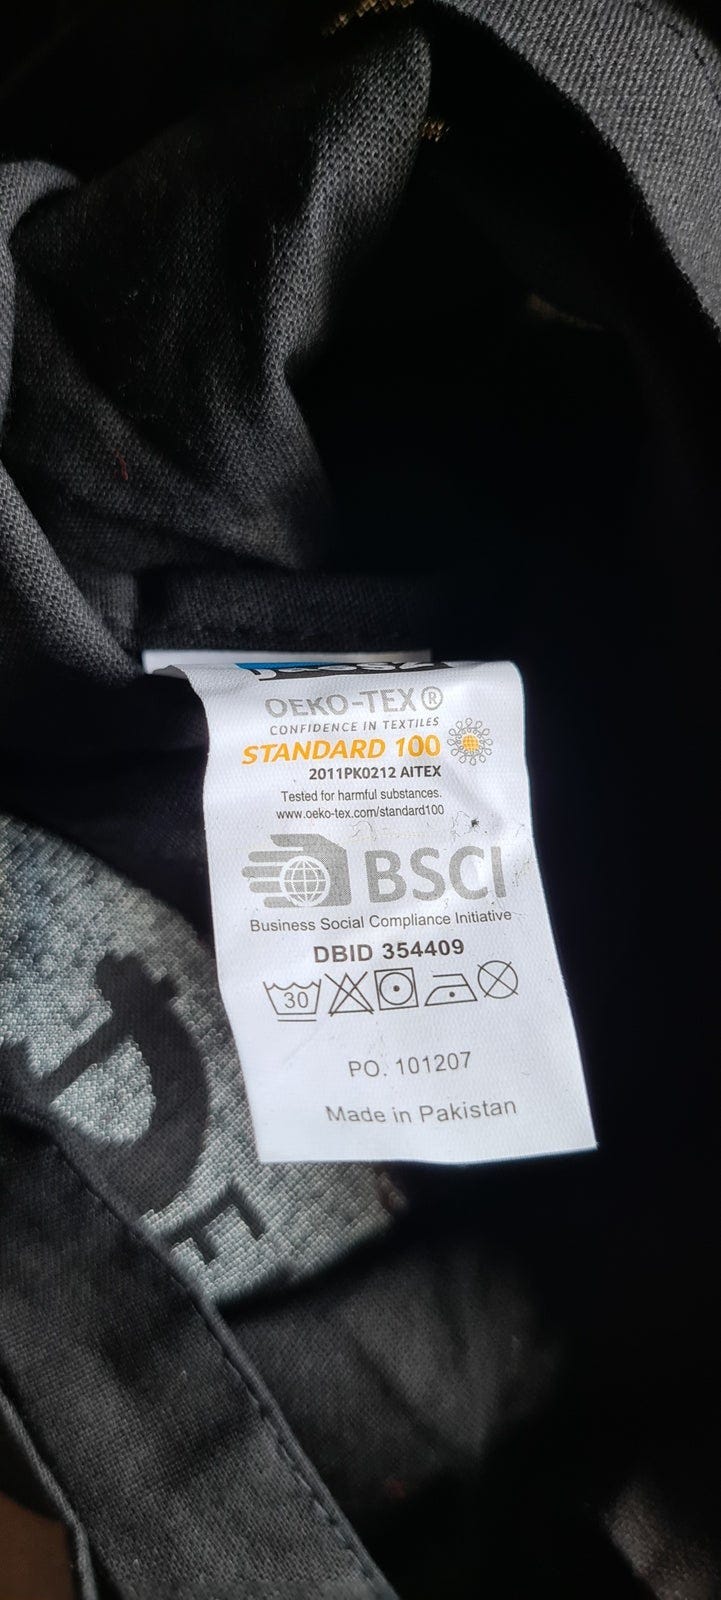 OEKO-TEX®
CONFIDENCE IN TEXTILES
STANDARD 100
2011PK0212 AITEX
Tested for harmful substances.
www.oeko-tex.com/standard100
BSCI
Business Social Compliance Initiative
DBID 354409
30
PO. 101207
Made in Pakistan